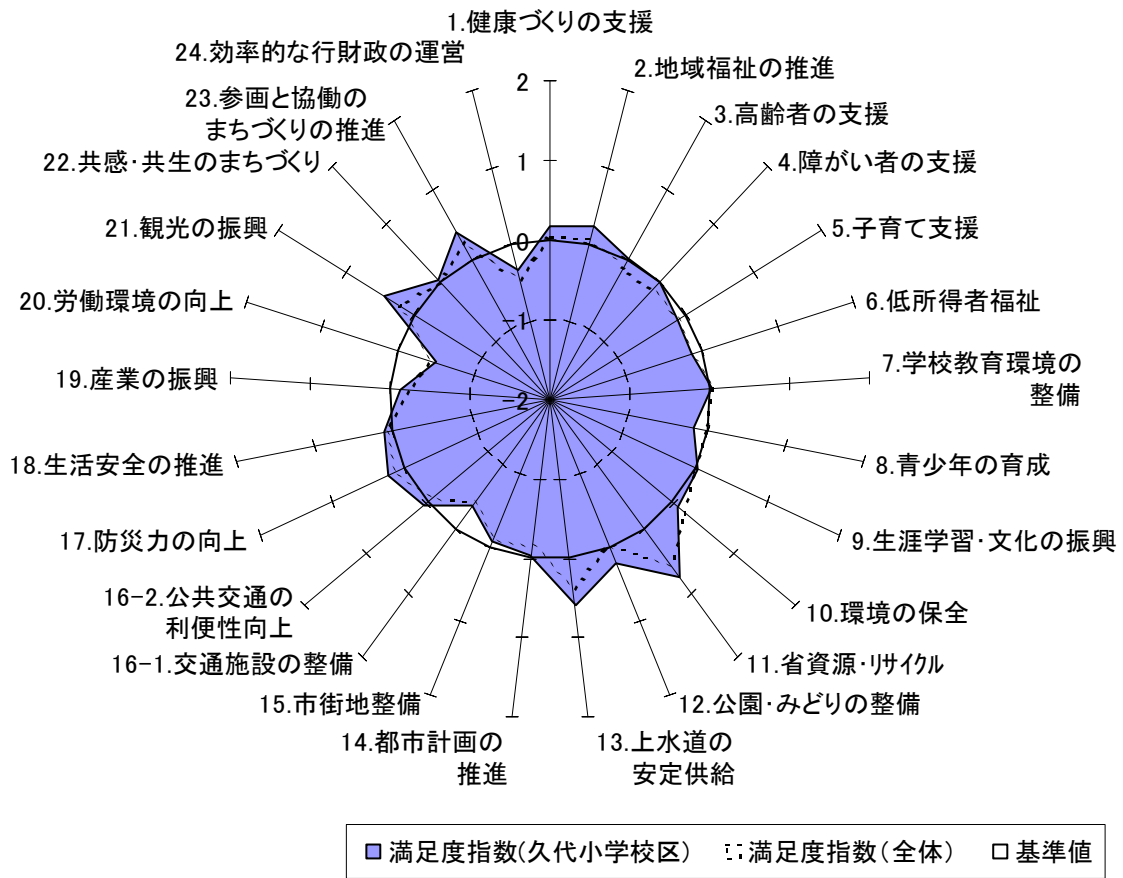 1.健康づくりの支援
2.地域福祉の推進
3.高齢者の支援
4.障がい者の支援
5.子育て支援
6.低所得者福祉
7.学校教育環境の
整備
8.青少年の育成
9.生涯学習・文化の振興
10.環境の保全
11.省資源・ﾘｻｲｸﾙ
12.公園・みどりの整備
13.上水道の
安定供給
14.都市計画の
推進
15.市街地整備
16-1.交通施設の整備
16-2.公共交通の
利便性向上
17.防災力の向上
18.生活安全の推進
19.産業の振興
20.労働環境の向上
21.観光の振興
22.共感・共生のまちづくり
23.参画と協働の
まちづくりの推進
24.効率的な行財政の運営
2
1
0
-1
-2
満足度指数(久代小学校区)
満足度指数(全体)
基準値